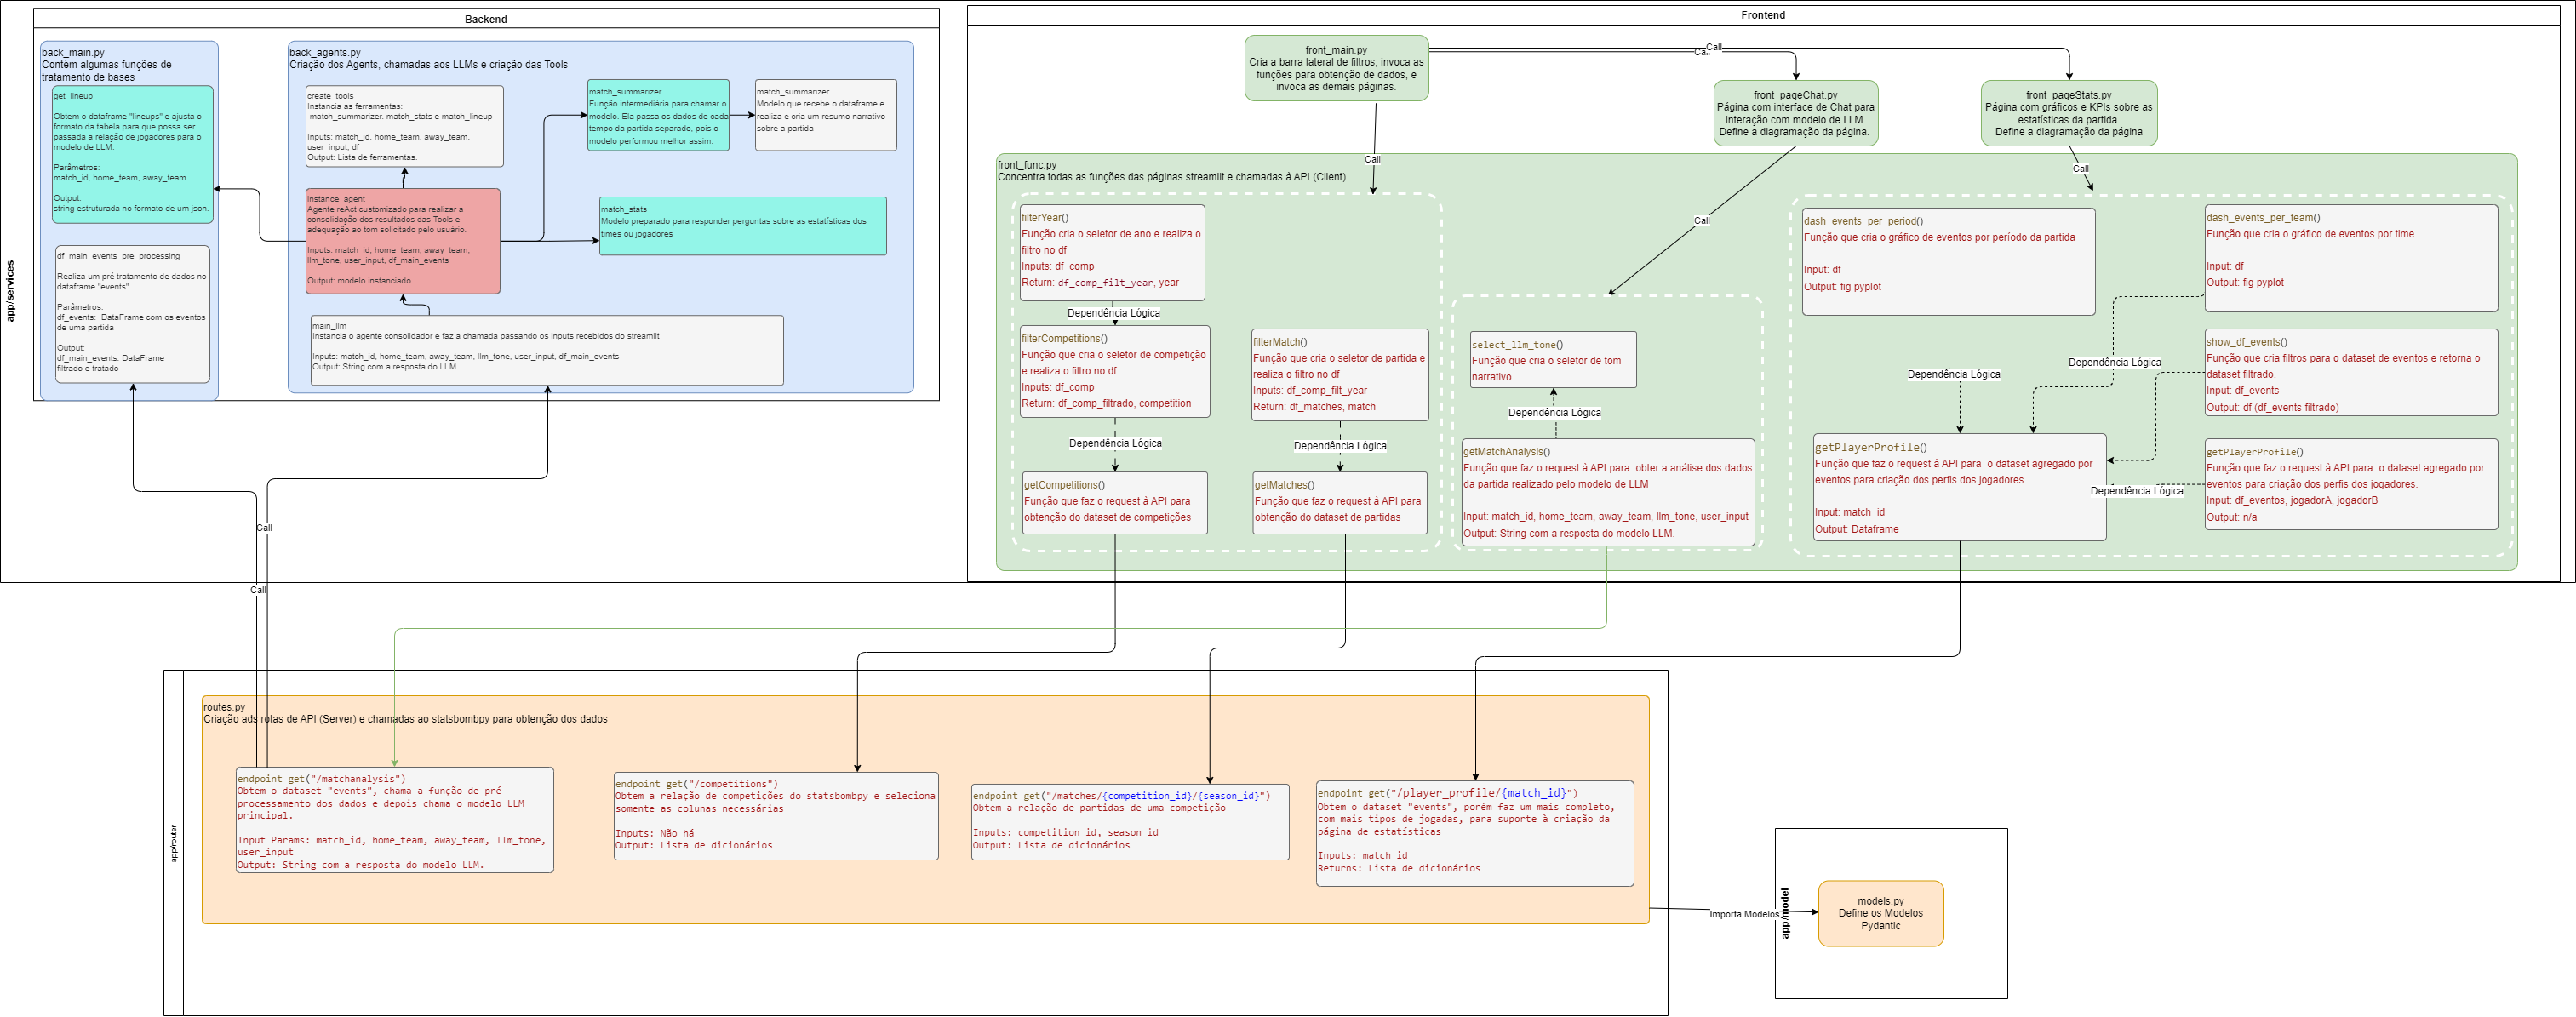 app/services
Backend
back_main.py
Contêm algumas funções de
tratamento de bases
get_lineup
Obtem o dataframe "lineups" e ajusta o
formato da tabela para que possa ser
passada a relação de jogadores para o
modelo de LLM.
Parâmetros:
match_id, home_team, away_team
Output:
string estruturada no formato de um json.
df_main_events_pre_processing
Realiza um pré tratamento de dados no
dataframe "events".
Parâmetros:
df_events:  DataFrame com os eventos
de uma partida
Output:
df_main_events: DataFrame
filtrado e tratado
back_agents.py
Criação dos Agents, chamadas aos LLMs e criação das Tools
create_tools
Instancia as ferramentas:
match_summarizer. match_stats e match_lineup
Inputs: match_id, home_team, away_team,
user_input, df
Output: Lista de ferramentas.
instance_agent
Agente reAct customizado para realizar a
consolidação dos resultados das Tools e
adequação ao tom solicitado pelo usuário.
Inputs: match_id, home_team, away_team,
llm_tone, user_input, df_main_events
Output: modelo instanciado
main_llm
Instancia o agente consolidador e faz a chamada passando os inputs recebidos do streamlit
Inputs: match_id, home_team, away_team, llm_tone, user_input, df_main_events
Output: String com a resposta do LLM
match_summarizer
Função intermediária para chamar o
modelo. Ela passa os dados de cada
tempo da partida separado, pois o
modelo performou melhor assim.
match_summarizer
Modelo que recebe o dataframe e
realiza e cria um resumo narrativo
sobre a partida
match_stats
Modelo preparado para responder perguntas sobre as estatísticas dos
times ou jogadores
Frontend
front_main.py
Cria a barra lateral de filtros, invoca as
funções para obtenção de dados, e
invoca as demais páginas.
Call
Call
front_pageChat.py
Página com interface de Chat para
interação com modelo de LLM.
Define a diagramação da página.
front_pageStats.py
Página com gráficos e KPIs sobre as
estatísticas da partida.
Define a diagramação da página
Call
Call
Call
front_func.py
Concentra todas as funções das páginas streamlit e chamadas à API (Client)
filterYear()
Função cria o seletor de ano e realiza o
filtro no df
Inputs: df_comp
Return: df_comp_filt_year, year
Dependência Lógica
filterCompetitions()
Função que cria o seletor de competição
e realiza o filtro no df
Inputs: df_comp
Return: df_comp_filtrado, competition
Dependência Lógica
getCompetitions()
Função que faz o request à API para
obtenção do dataset de competições
filterMatch()
Função que cria o seletor de partida e
realiza o filtro no df
Inputs: df_comp_filt_year
Return: df_matches, match
Dependência Lógica
getMatches()
Função que faz o request à API para
obtenção do dataset de partidas
select_llm_tone()
Função que cria o seletor de tom
narrativo
Dependência Lógica
getMatchAnalysis()
Função que faz o request à API para  obter a análise dos dados
da partida realizado pelo modelo de LLM
Input: match_id, home_team, away_team, llm_tone, user_input
Output: String com a resposta do modelo LLM.
dash_events_per_period()
Função que cria o gráfico de eventos por período da partida
Input: df
Output: fig pyplot
Dependência Lógica
getPlayerProfile()
Função que faz o request à API para  o dataset agregado por
eventos para criação dos perfis dos jogadores.
Input: match_id
Output: Dataframe
dash_events_per_team()
Função que cria o gráfico de eventos por time.
Input: df
Output: fig pyplot
Dependência Lógica
show_df_events()
Função que cria filtros para o dataset de eventos e retorna o
dataset filtrado.
Input: df_events
Output: df (df_events filtrado)
getPlayerProfile()
Função que faz o request à API para  o dataset agregado por
eventos para criação dos perfis dos jogadores.
Input: df_eventos, jogadorA, jogadorB
Output: n/a
Dependência Lógica
Call
Call
app/router
routes.py
Criação ads rotas de API (Server) e chamadas ao statsbombpy para obtenção dos dados
endpoint get("/matchanalysis")
Obtem o dataset "events", chama a função de pré-
processamento dos dados e depois chama o modelo LLM
principal.
Input Params: match_id, home_team, away_team, llm_tone,
user_input
Output: String com a resposta do modelo LLM.
endpoint get("/competitions")
Obtem a relação de competições do statsbombpy e seleciona
somente as colunas necessárias
Inputs: Não há
Output: Lista de dicionários
endpoint get("/matches/{competition_id}/{season_id}")
Obtem a relação de partidas de uma competição
Inputs: competition_id, season_id
Output: Lista de dicionários
endpoint get("/player_profile/{match_id}")
Obtem o dataset "events", porém faz um mais completo,
com mais tipos de jogadas, para suporte à criação da
página de estatísticas
Inputs: match_id
Returns: Lista de dicionários
Importa Modelos
app/model
models.py
Define os Modelos
Pydantic